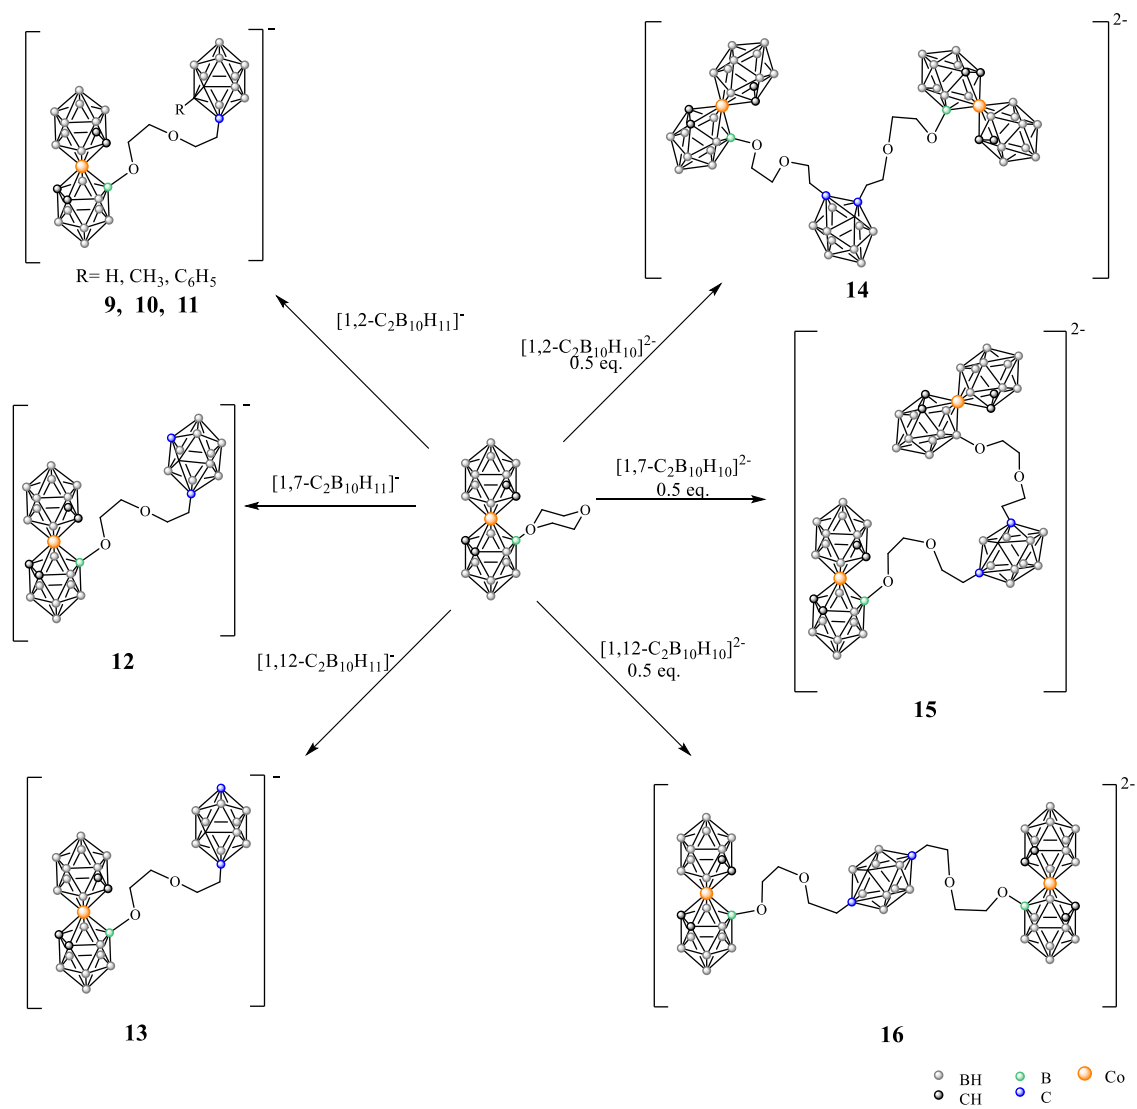 -
2-
R
O
O
O
O
O
O
R= H, CH₃, C₆H₅
9, 10, 11
14
[1,2-C₂B₁₀H₁₁]⁻
[1,2-C₂B₁₀H₁₀]²⁻
0.5 eq.
2-
-
O
O
O
O
[1,7-C₂B₁₀H₁₁]⁻
[1,7-C₂B₁₀H₁₀]²⁻
0.5 eq.
O
O
O
O
O
O
12
[1,12-C₂B₁₀H₁₁]⁻
[1,12-C₂B₁₀H₁₀]²⁻
0.5 eq.
15
-
2-
O
O
O
O
O
O
13
16
BH B Co
CH C